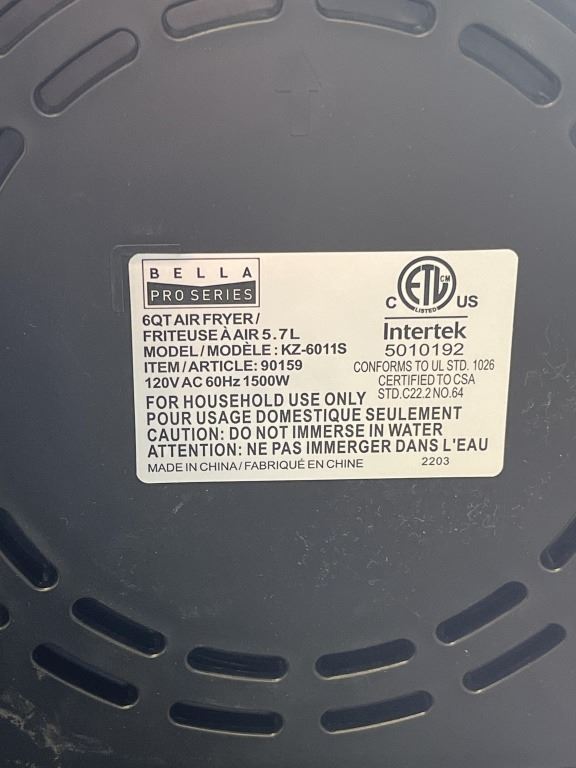 BELLA
PRO SERIES
6QT AIR FRYER/
FRITEUSE À AIR 5.7L
MODEL/MODÈLE: KZ-6011S
ITEM/ARTICLE: 90159
120V AC 60Hz 1500W
ETL CM
LISTED
C US
Intertek
5010192
CONFORMS TO UL STD. 1026
CERTIFIED TO CSA
STD.C22.2 NO.64
FOR HOUSEHOLD USE ONLY
POUR USAGE DOMESTIQUE SEULEMENT
CAUTION: DO NOT IMMERSE IN WATER
ATTENTION: NE PAS IMMERGER DANS L'EAU
MADE IN CHINA/FABRIQUÉ EN CHINE 2203